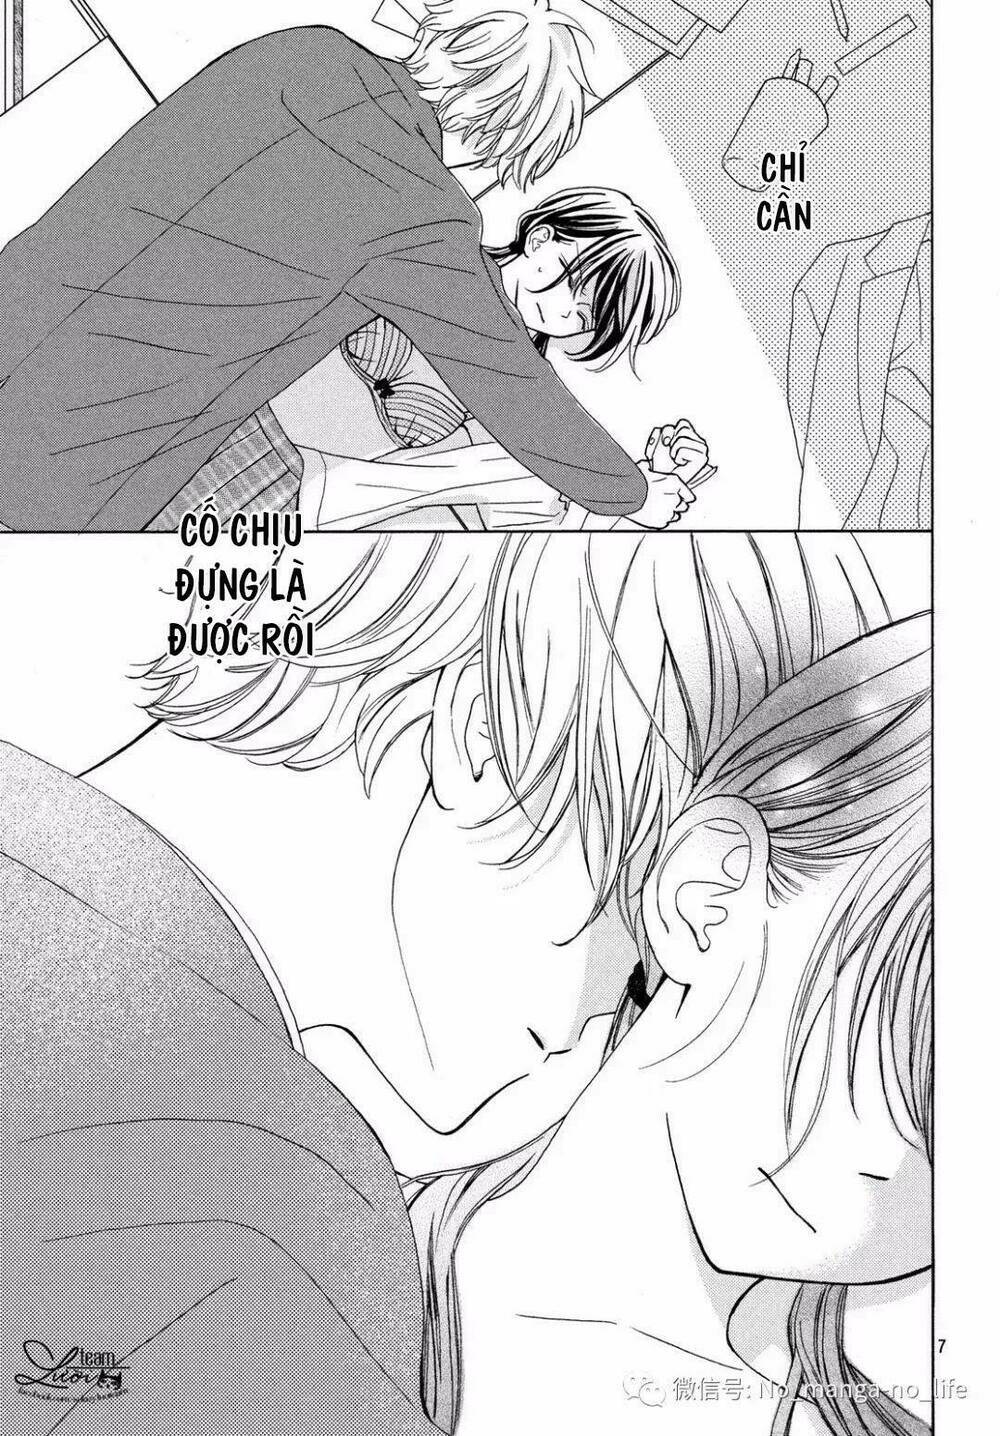 CHỈ
CẦN
CỐ CHỊU
ĐỰNG LÀ
ĐƯỢC RỒI
7
team
Lười
微信号: No_manga-no_life